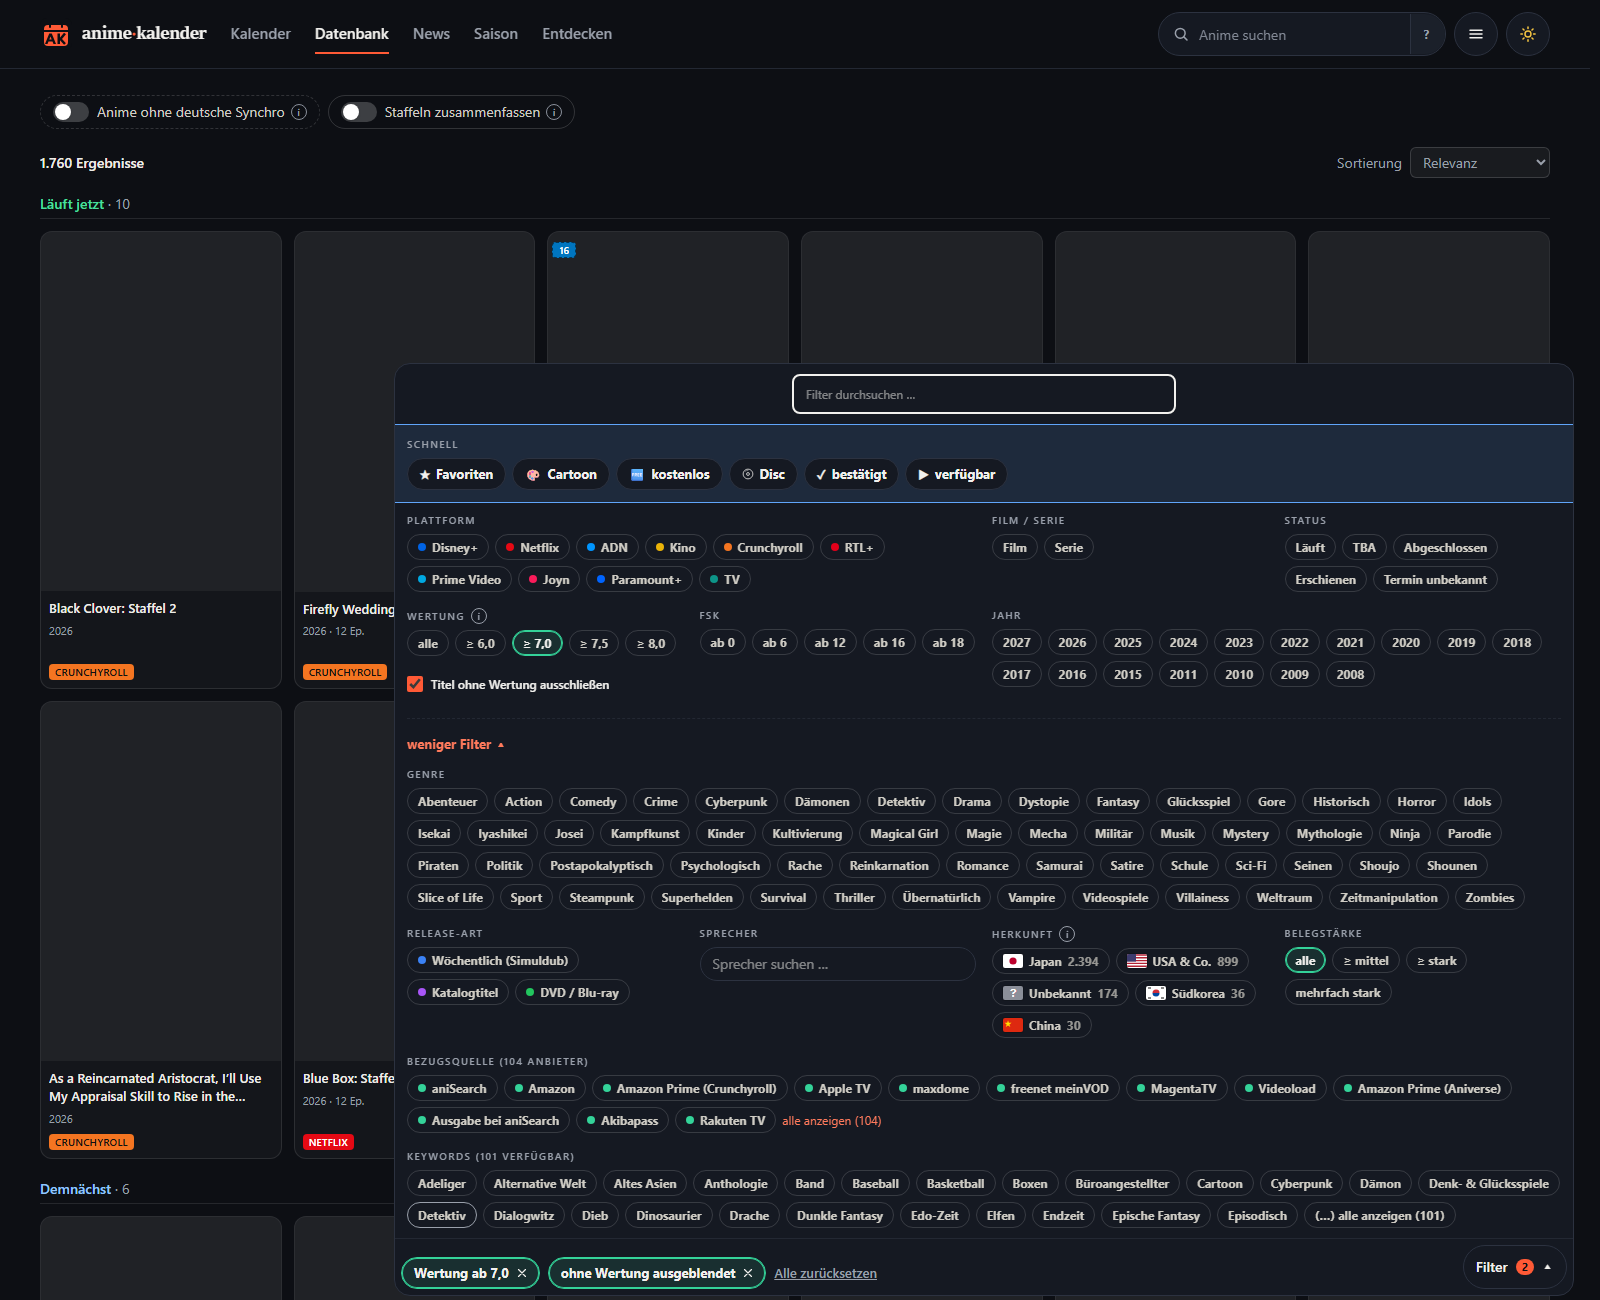 AK anime·kalender Kalender Datenbank News Saison Entdecken Anime suchen ?
Anime ohne deutsche Synchro i Staffeln zusammenfassen i
1.760 Ergebnisse Sortierung Relevanz
Läuft jetzt · 10
16
Black Clover: Staffel 2
2026
CRUNCHYROLL
Firefly Wedding
2026 · 12 Ep.
CRUNCHYROLL
As a Reincarnated Aristocrat, I'll Use
My Appraisal Skill to Rise in the...
2026
CRUNCHYROLL
Blue Box: Staffe
2026 · 12 Ep.
NETFLIX
Demnächst · 6
Filter durchsuchen ...
SCHNELL
★ Favoriten Cartoon FREE kostenlos Disc ✓ bestätigt ▶ verfügbar
PLATTFORM
Disney+ Netflix ADN Kino Crunchyroll RTL+
Prime Video Joyn Paramount+ TV
FILM / SERIE
Film Serie
STATUS
Läuft TBA Abgeschlossen
Erschienen Termin unbekannt
WERTUNG i
alle ≥ 6,0 ≥ 7,0 ≥ 7,5 ≥ 8,0
Titel ohne Wertung ausschließen
FSK
ab 0 ab 6 ab 12 ab 16 ab 18
JAHR
2027 2026 2025 2024 2023 2022 2021 2020 2019 2018
2017 2016 2015 2011 2010 2009 2008
weniger Filter ▲
GENRE
Abenteuer Action Comedy Crime Cyberpunk Dämonen Detektiv Drama Dystopie Fantasy Glücksspiel Gore Historisch Horror Idols
Isekai Iyashikei Josei Kampfkunst Kinder Kultivierung Magical Girl Magie Mecha Militär Musik Mystery Mythologie Ninja Parodie
Piraten Politik Postapokalyptisch Psychologisch Rache Reinkarnation Romance Samurai Satire Schule Sci-Fi Seinen Shoujo Shounen
Slice of Life Sport Steampunk Superhelden Survival Thriller Übernatürlich Vampire Videospiele Villainess Weltraum Zeitmanipulation Zombies
RELEASE-ART
Wöchentlich (Simuldub)
Katalogtitel DVD / Blu-ray
SPRECHER
Sprecher suchen ...
HERKUNFT i
Japan 2.394 USA & Co. 899
? Unbekannt 174 Südkorea 36
China 30
BELEGSTÄRKE
alle ≥ mittel ≥ stark
mehrfach stark
BEZUGSQUELLE (104 ANBIETER)
aniSearch Amazon Amazon Prime (Crunchyroll) Apple TV maxdome freenet meinVOD MagentaTV Videoload Amazon Prime (Aniverse)
Ausgabe bei aniSearch Akibapass Rakuten TV alle anzeigen (104)
KEYWORDS (101 VERFÜGBAR)
Adeliger Alternative Welt Altes Asien Anthologie Band Baseball Basketball Boxen Büroangestellter Cartoon Cyberpunk Dämon Denk- & Glücksspiele
Detektiv Dialogwitz Dieb Dinosaurier Drache Dunkle Fantasy Edo-Zeit Elfen Endzeit Epische Fantasy Episodisch (...) alle anzeigen (101)
Wertung ab 7,0 ✕ ohne Wertung ausgeblendet ✕ Alle zurücksetzen Filter 2 ▲